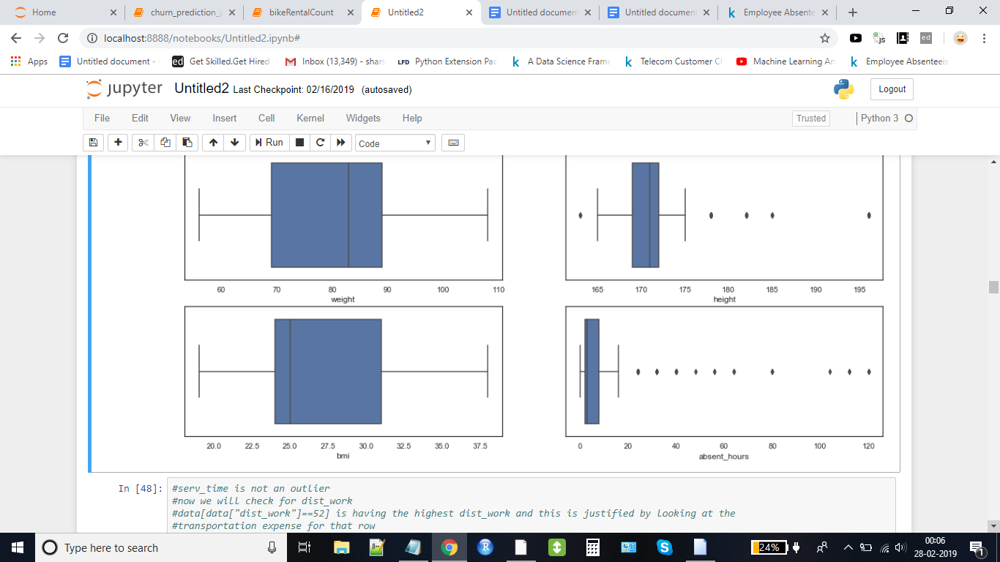 Home churn_prediction_p bikeRentalCount Untitled2 Untitled documen Untitled documen Employee Absente
localhost:8888/notebooks/Untitled2.ipynb#
Apps Untitled document - Get Skilled.Get Hired Inbox (13,349) - shars Python Extension Pac A Data Science Frame Telecom Customer Ch Machine Learning An Employee Absenteeis
jupyter Untitled2 Last Checkpoint: 02/16/2019 (autosaved) Logout
File Edit View Insert Cell Kernel Widgets Help Trusted Python 3
Run Code
60 70 80 90 100 110
weight
165 170 175 180 185 190 195
height
20.0 22.5 25.0 27.5 30.0 32.5 35.0 37.5
bmi
0 20 40 60 80 100 120
absent_hours
In [48]: #serv_time is not an outlier
#now we will check for dist_work
#data[data["dist_work"]==52] is having the highest dist_work and this is justified by looking at the
#transportation expense for that row
Type here to search 24% 00:06
28-02-2019